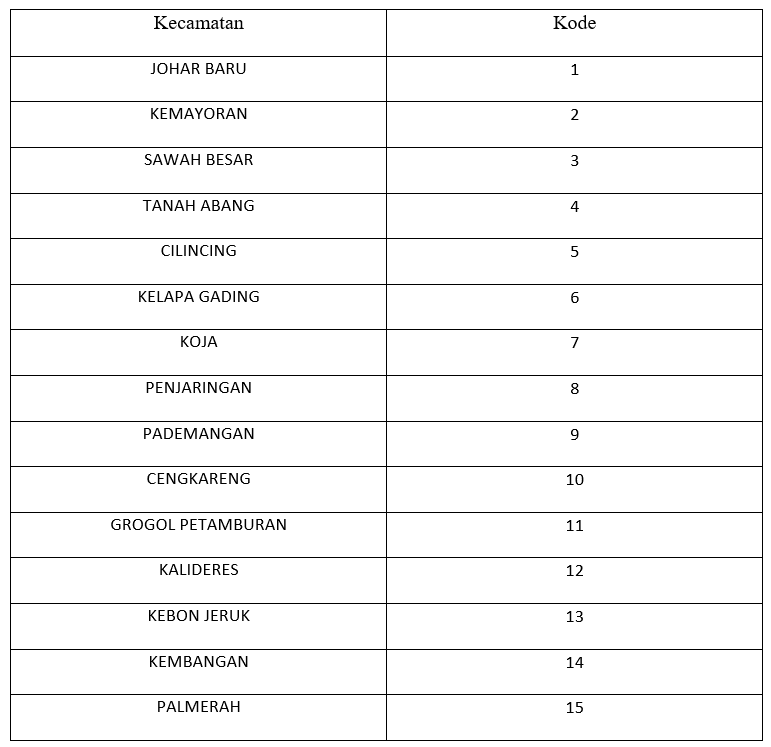 Kecamatan Kode
JOHAR BARU 1
KEMAYORAN 2
SAWAH BESAR 3
TANAH ABANG 4
CILINCING 5
KELAPA GADING 6
KOJA 7
PENJARINGAN 8
PADEMANGAN 9
CENGKARENG 10
GROGOL PETAMBURAN 11
KALIDERES 12
KEBON JERUK 13
KEMBANGAN 14
PALMERAH 15